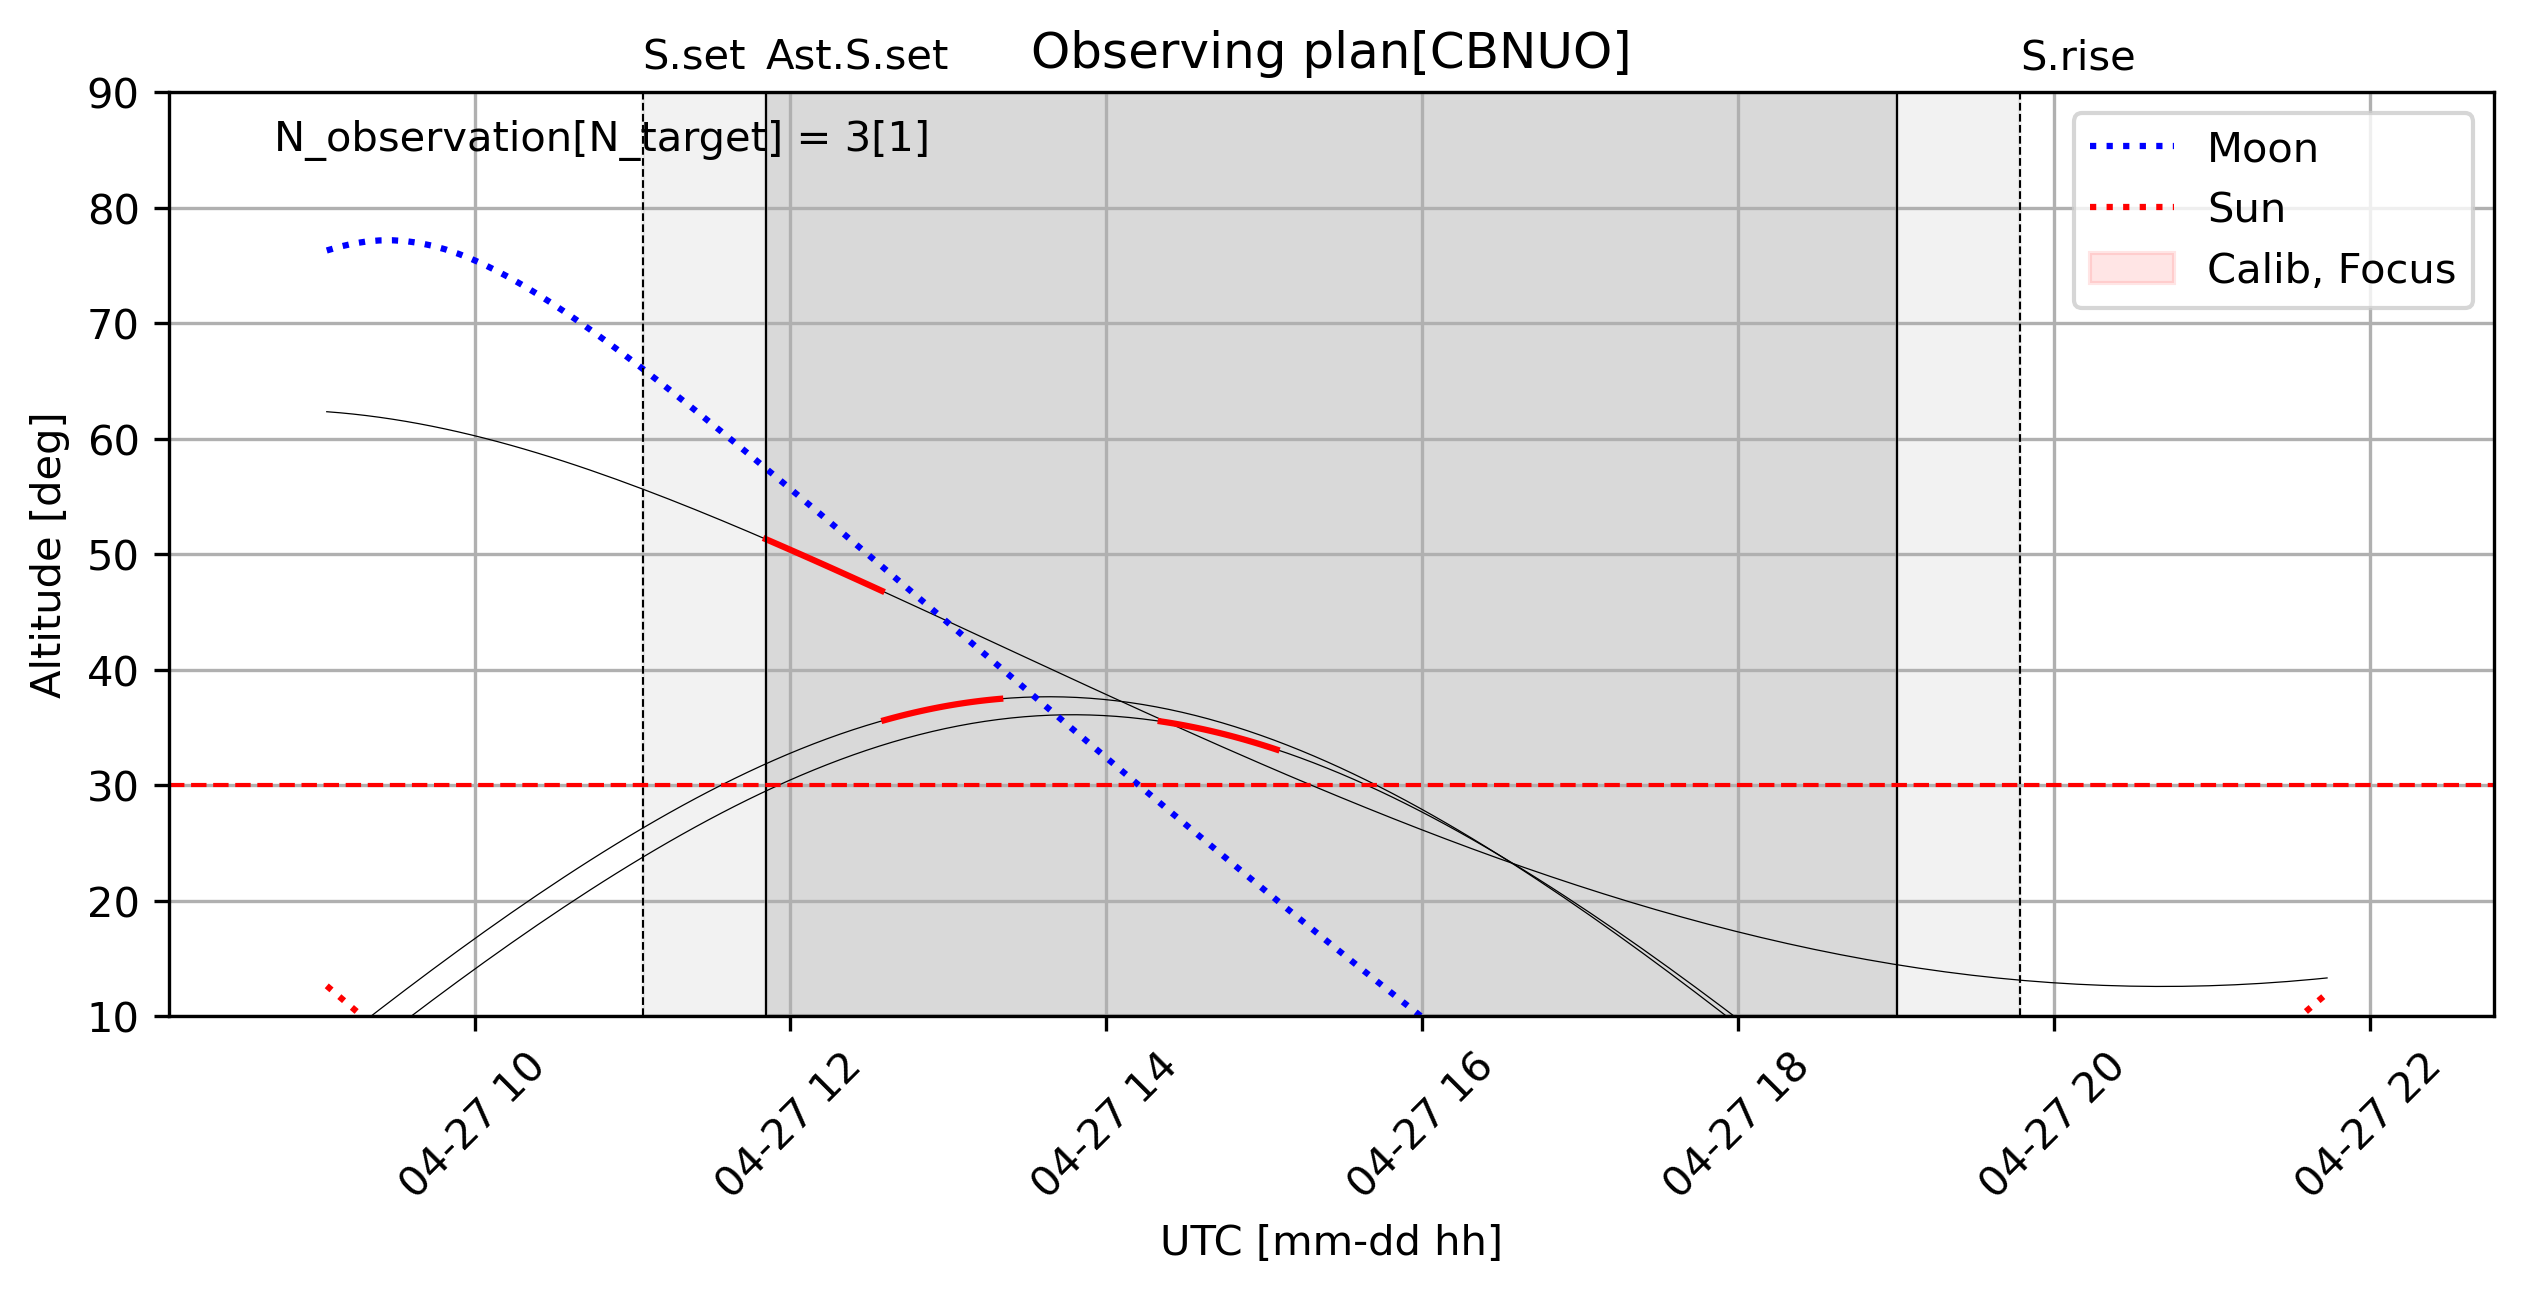 S.set Ast.S.set Observing plan[CBNUO] S.rise
N_observation[N_target] = 3[1]
Moon
Sun
Calib, Focus
Altitude [deg]
90
80
70
60
50
40
30
20
10
04-27 10
04-27 12
04-27 14
04-27 16
04-27 18
04-27 20
04-27 22
UTC [mm-dd hh]